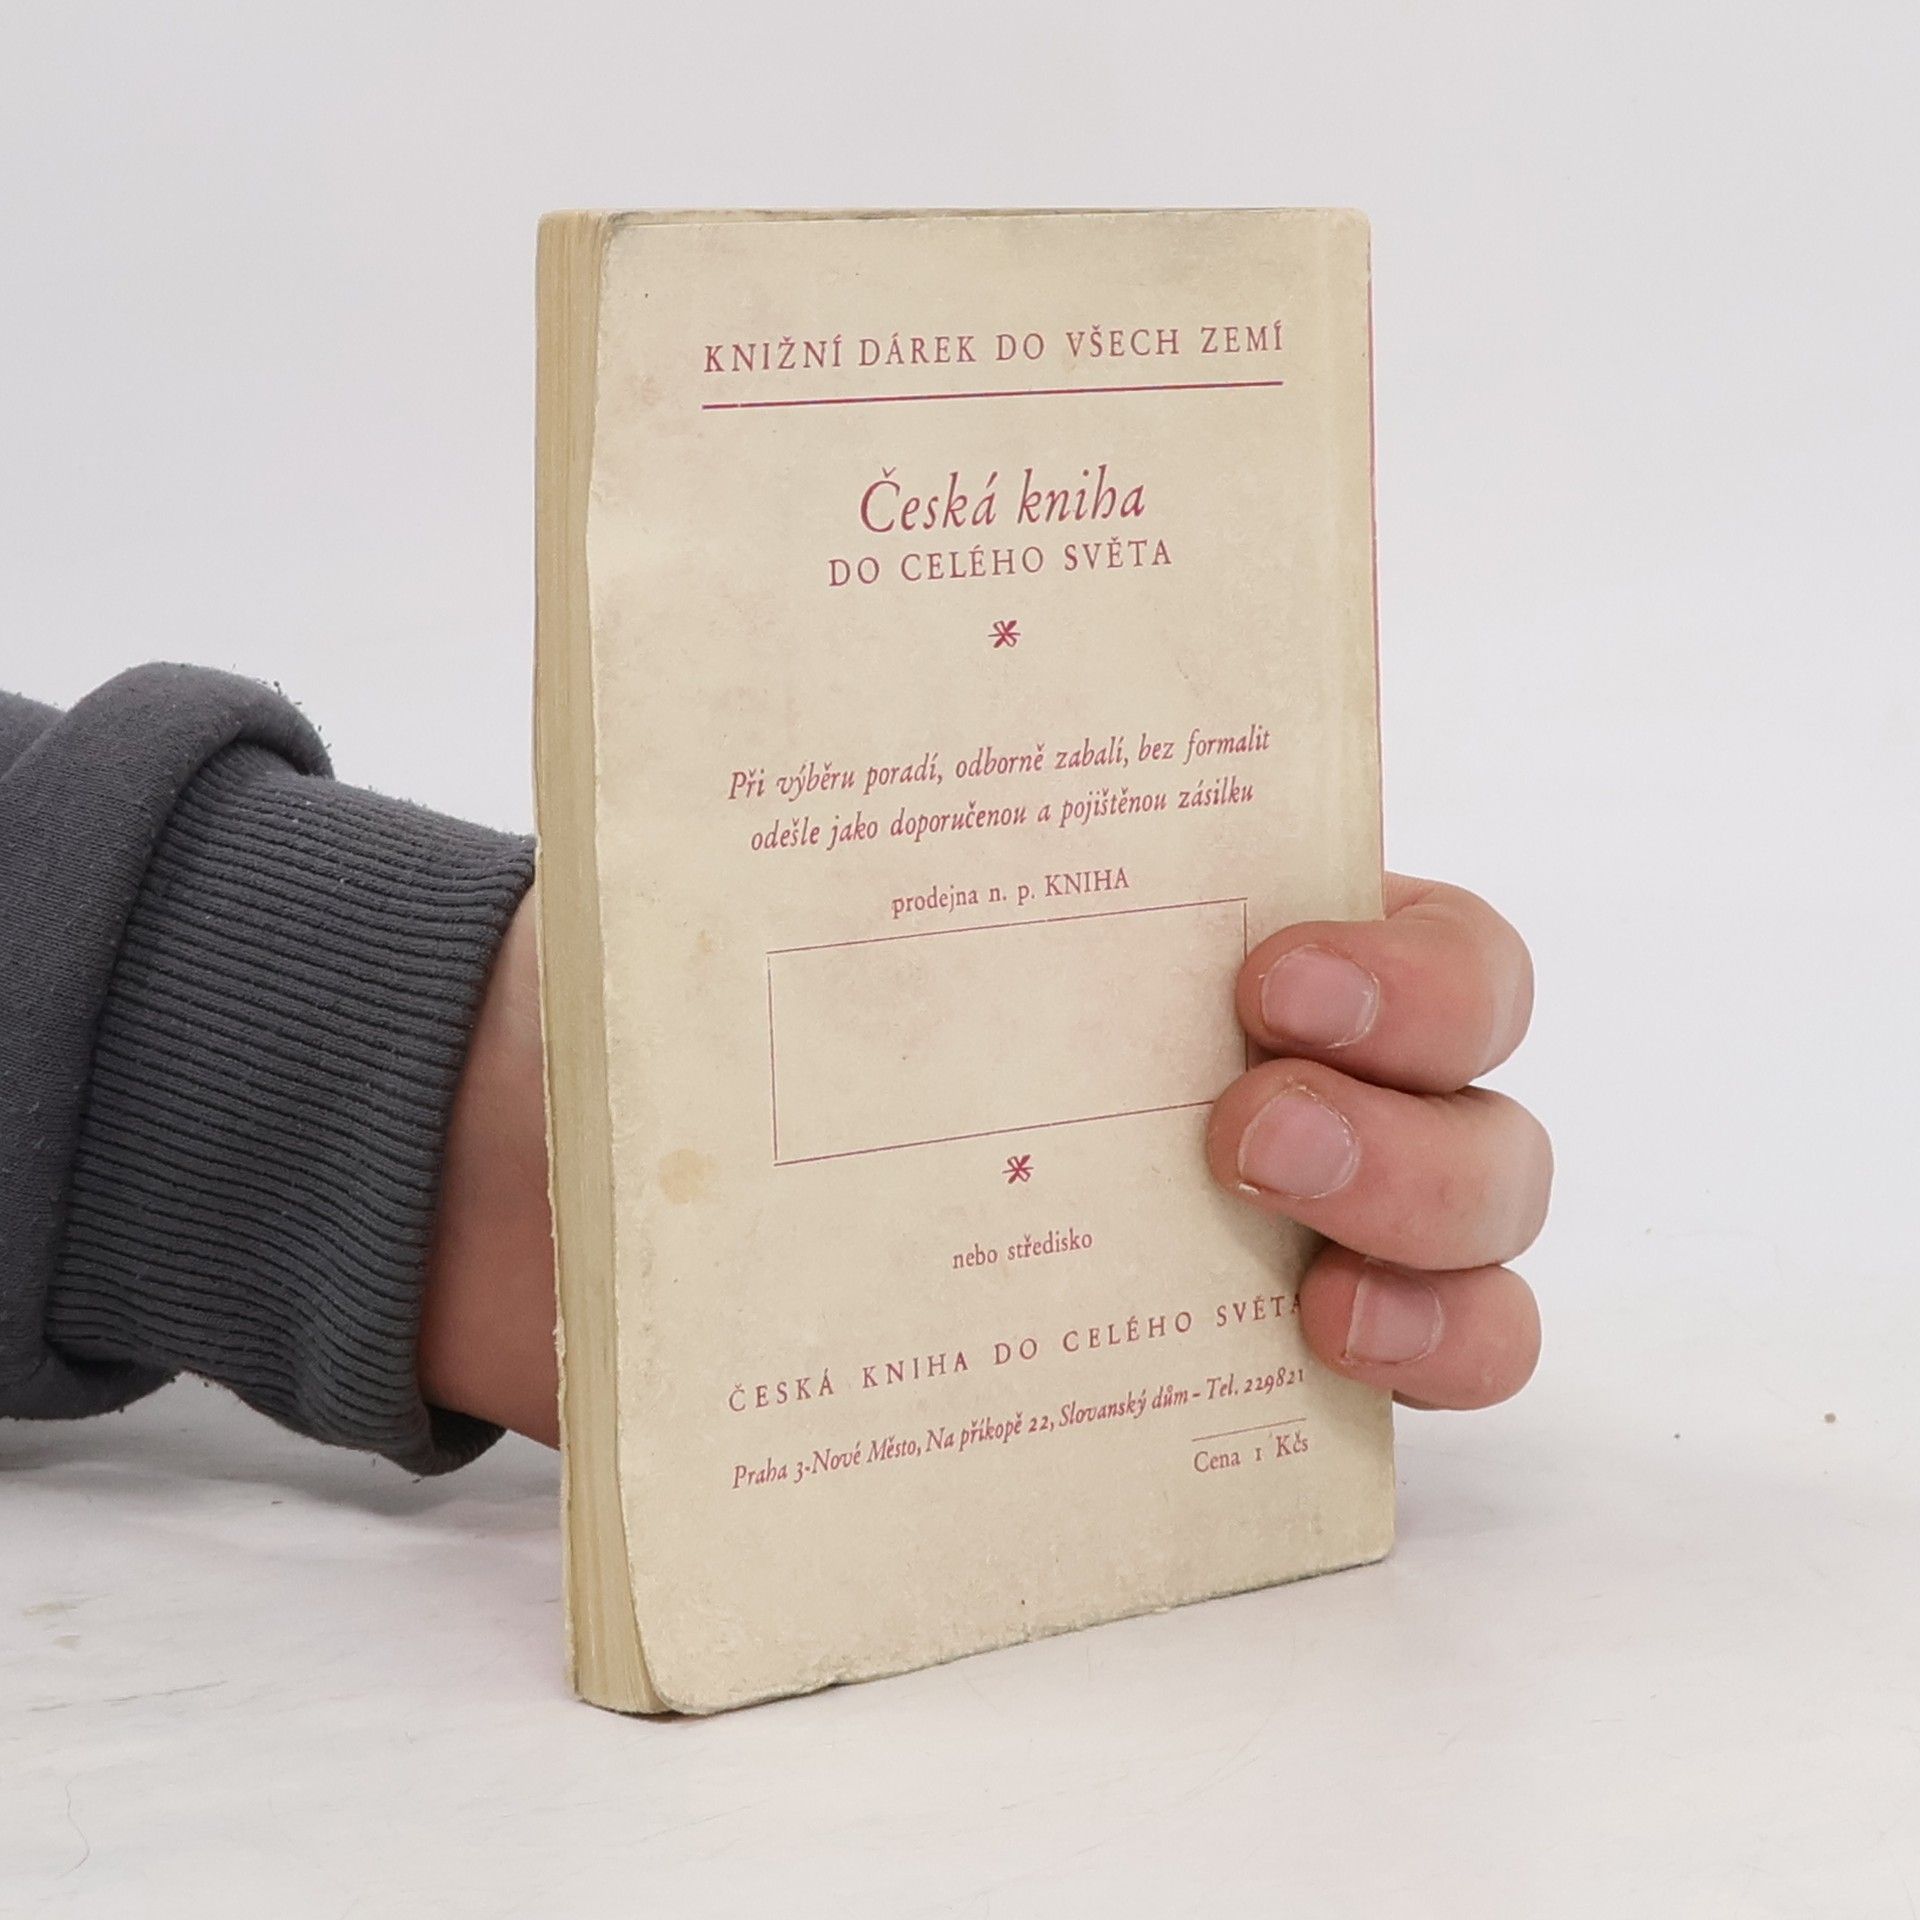 KNIŽNÍ DÁREK DO VŠECH ZEMÍ
Česká kniha
DO CELÉHO SVĚTA
Při výběru poradí, odborně zabalí, bez formalit
odešle jako doporučenou a pojištěnou zásilku
prodejna n. p. KNIHA
nebo středisko
ČESKÁ KNIHA DO CELÉHO SVĚTA
Praha 3-Nové Město, Na příkopě 22, Slovanský dům - Tel. 229821
Cena 1 Kčs